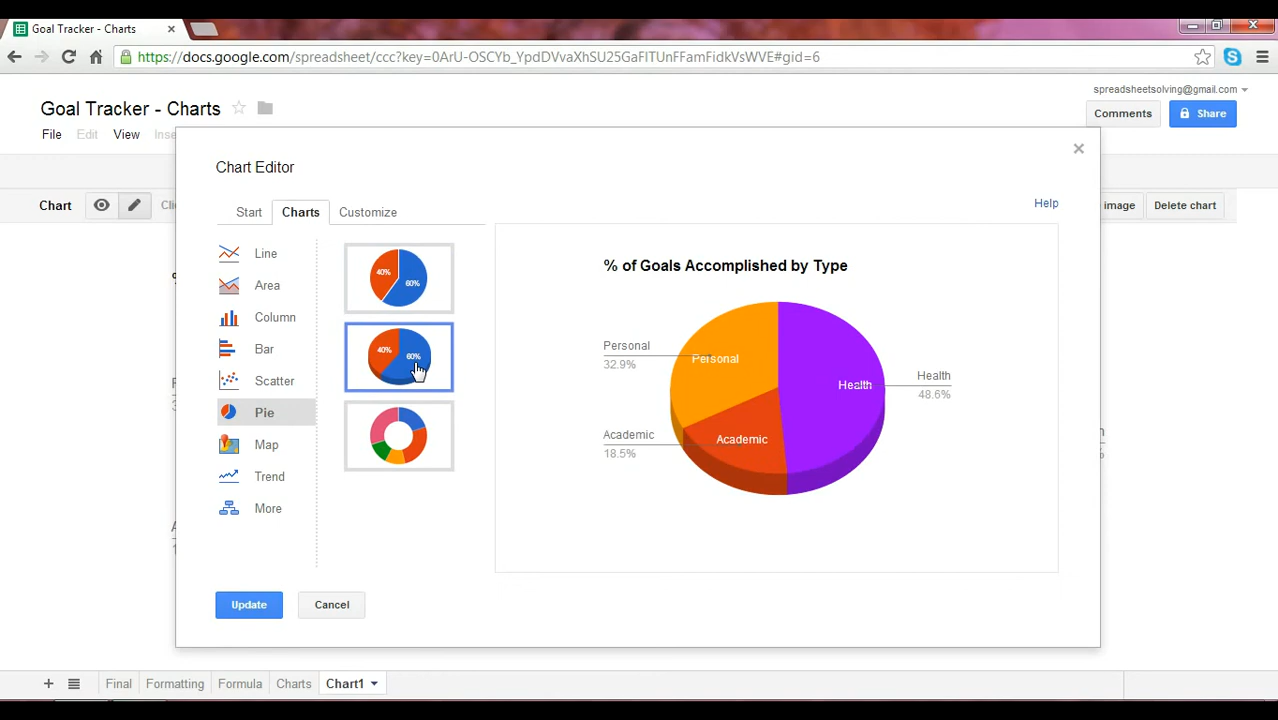 Goal Tracker - Charts
https://docs.google.com/spreadsheet/ccc?key=0ArU-OSCYb_YpdDVvaXhSU25GaFlTUnFFamFidkVsWVE#gid=6
spreadsheetsolving@gmail.com
Goal Tracker - Charts
Comments
Share
File Edit View Inse
Chart Editor
Chart Cli
e image Delete chart
Start Charts Customize
Help
Line
Area
Column
Bar
Scatter
Pie
Map
Trend
More
40% 60%
40% 60%
% of Goals Accomplished by Type
Personal
32.9%
Personal
Health
Health
48.6%
Academic
18.5%
Academic
Update Cancel
+ Final Formatting Formula Charts Chart1